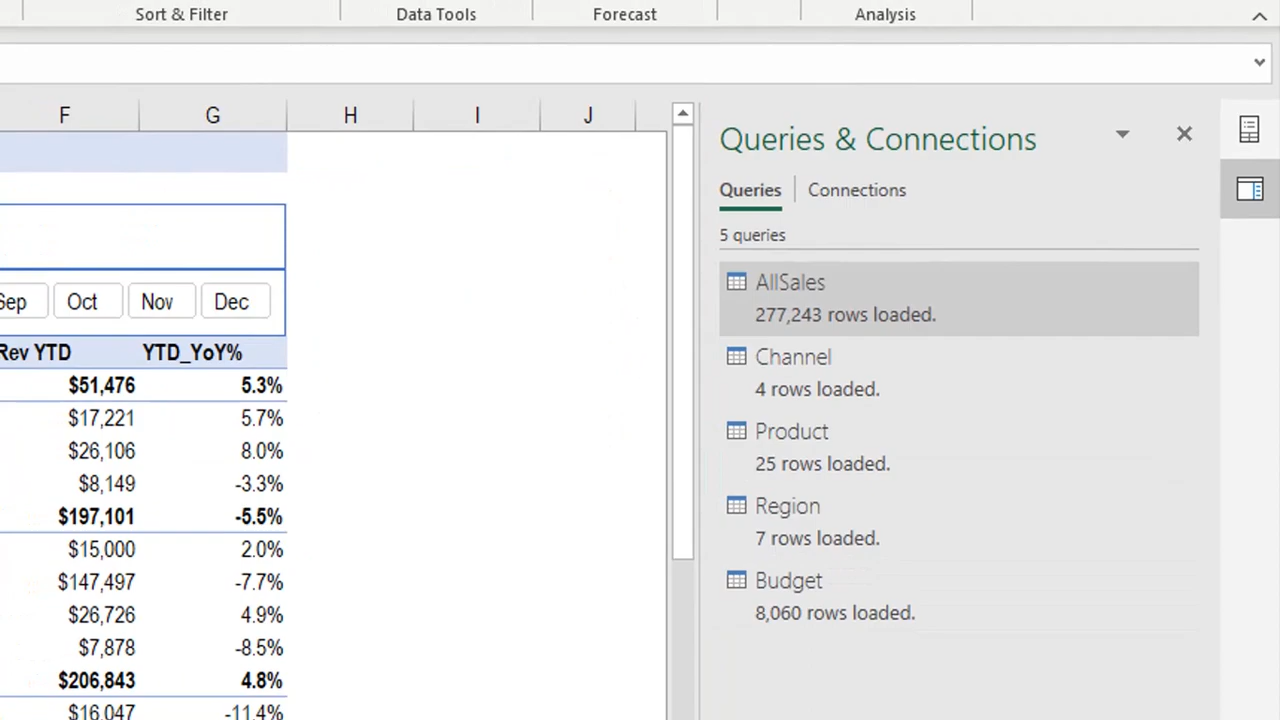 Sort & Filter Data Tools Forecast Analysis
F G H I J
Sep Oct Nov Dec
Rev YTD YTD_YoY%
$51,476 5.3%
$17,221 5.7%
$26,106 8.0%
$8,149 -3.3%
$197,101 -5.5%
$15,000 2.0%
$147,497 -7.7%
$26,726 4.9%
$7,878 -8.5%
$206,843 4.8%
$16,047 -11.4%
Queries & Connections
Queries Connections
5 queries
AllSales
277,243 rows loaded.
Channel
4 rows loaded.
Product
25 rows loaded.
Region
7 rows loaded.
Budget
8,060 rows loaded.